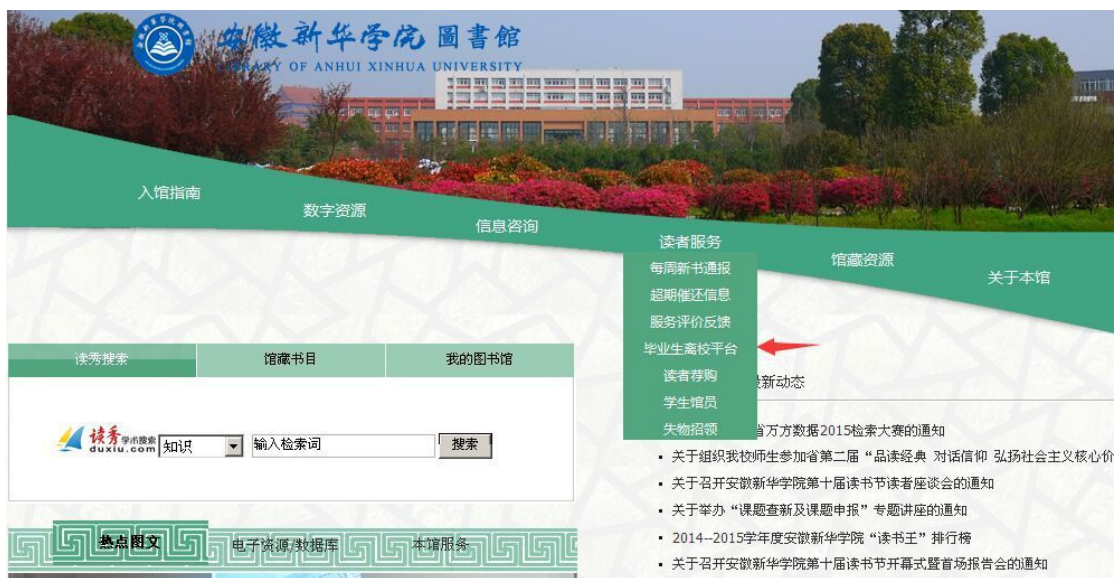 安徽新华学院 圖書館
LIBRARY OF ANHUI XINHUA UNIVERSITY
入馆指南
数字资源
信息咨询
读者服务
馆藏资源
关于本馆
每周新书通报
超期催还信息
服务评价反馈
毕业生离校平台
读者荐购
学生馆员
失物招领
读秀搜索 馆藏书目 我的图书馆
读秀 学术搜索
duxiu.com 知识 输入检索词 搜索
新动态
省万方数据2015检索大赛的通知
关于组织我校师生参加省第二届“品读经典 对话信仰 弘扬社会主义核心价
关于召开安徽新华学院第十届读书节读者座谈会的通知
关于举办“课题查新及课题申报”专题讲座的通知
2014--2015学年度安徽新华学院“读书王”排行榜
关于召开安徽新华学院第十届读书节开幕式暨首场报告会的通知
热点图文 电子资源/数据库 本馆服务